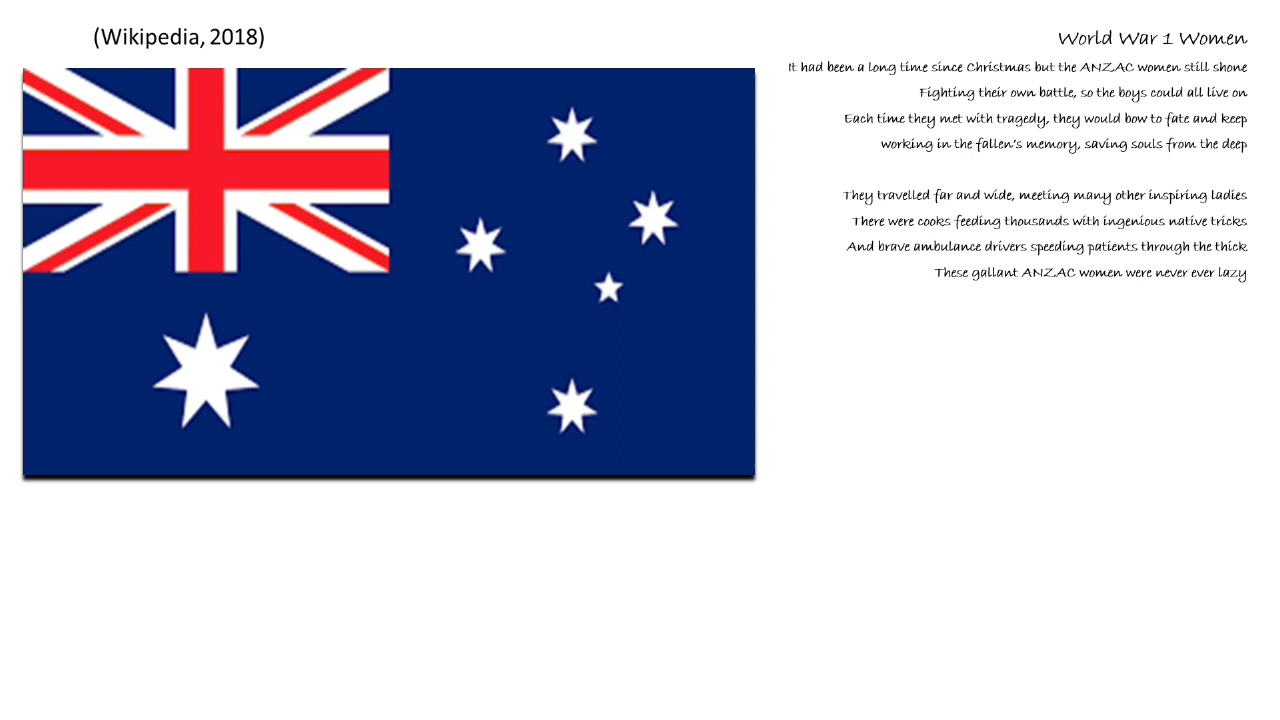 (Wikipedia, 2018)
World War 1 Women
It had been a long time since Christmas but the ANZAC women still shone
Fighting their own battle, so the boys could all live on
Each time they met with tragedy, they would bow to fate and keep
working in the fallen's memory, saving souls from the deep
They travelled far and wide, meeting many other inspiring ladies
There were cooks feeding thousands with ingenious native tricks
And brave ambulance drivers speeding patients through the thick
These gallant ANZAC women were never ever lazy